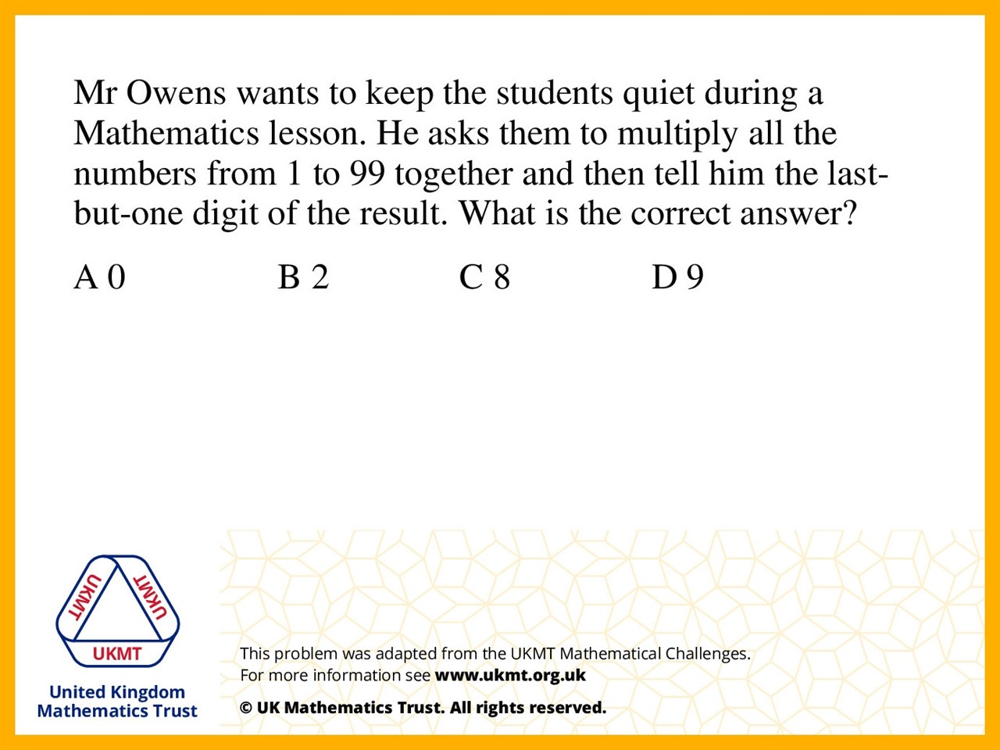 Mr Owens wants to keep the students quiet during a
Mathematics lesson. He asks them to multiply all the
numbers from 1 to 99 together and then tell him the last-
but-one digit of the result. What is the correct answer?
A 0 B 2 C 8 D 9
UKMT
UKMT
UKMT
United Kingdom
Mathematics Trust
This problem was adapted from the UKMT Mathematical Challenges.
For more information see www.ukmt.org.uk
© UK Mathematics Trust. All rights reserved.